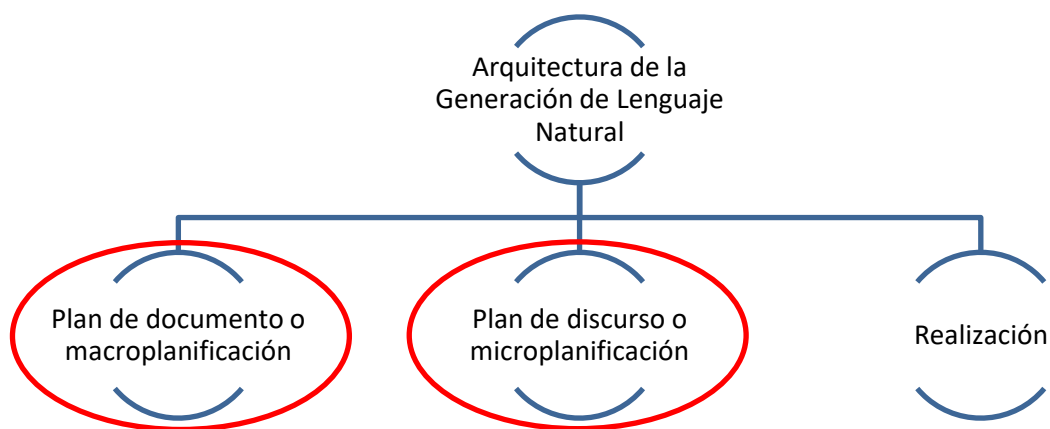 Arquitectura de la
Generación de Lenguaje
Natural
Plan de documento o
macroplanificación
Plan de discurso o
microplanificación
Realización